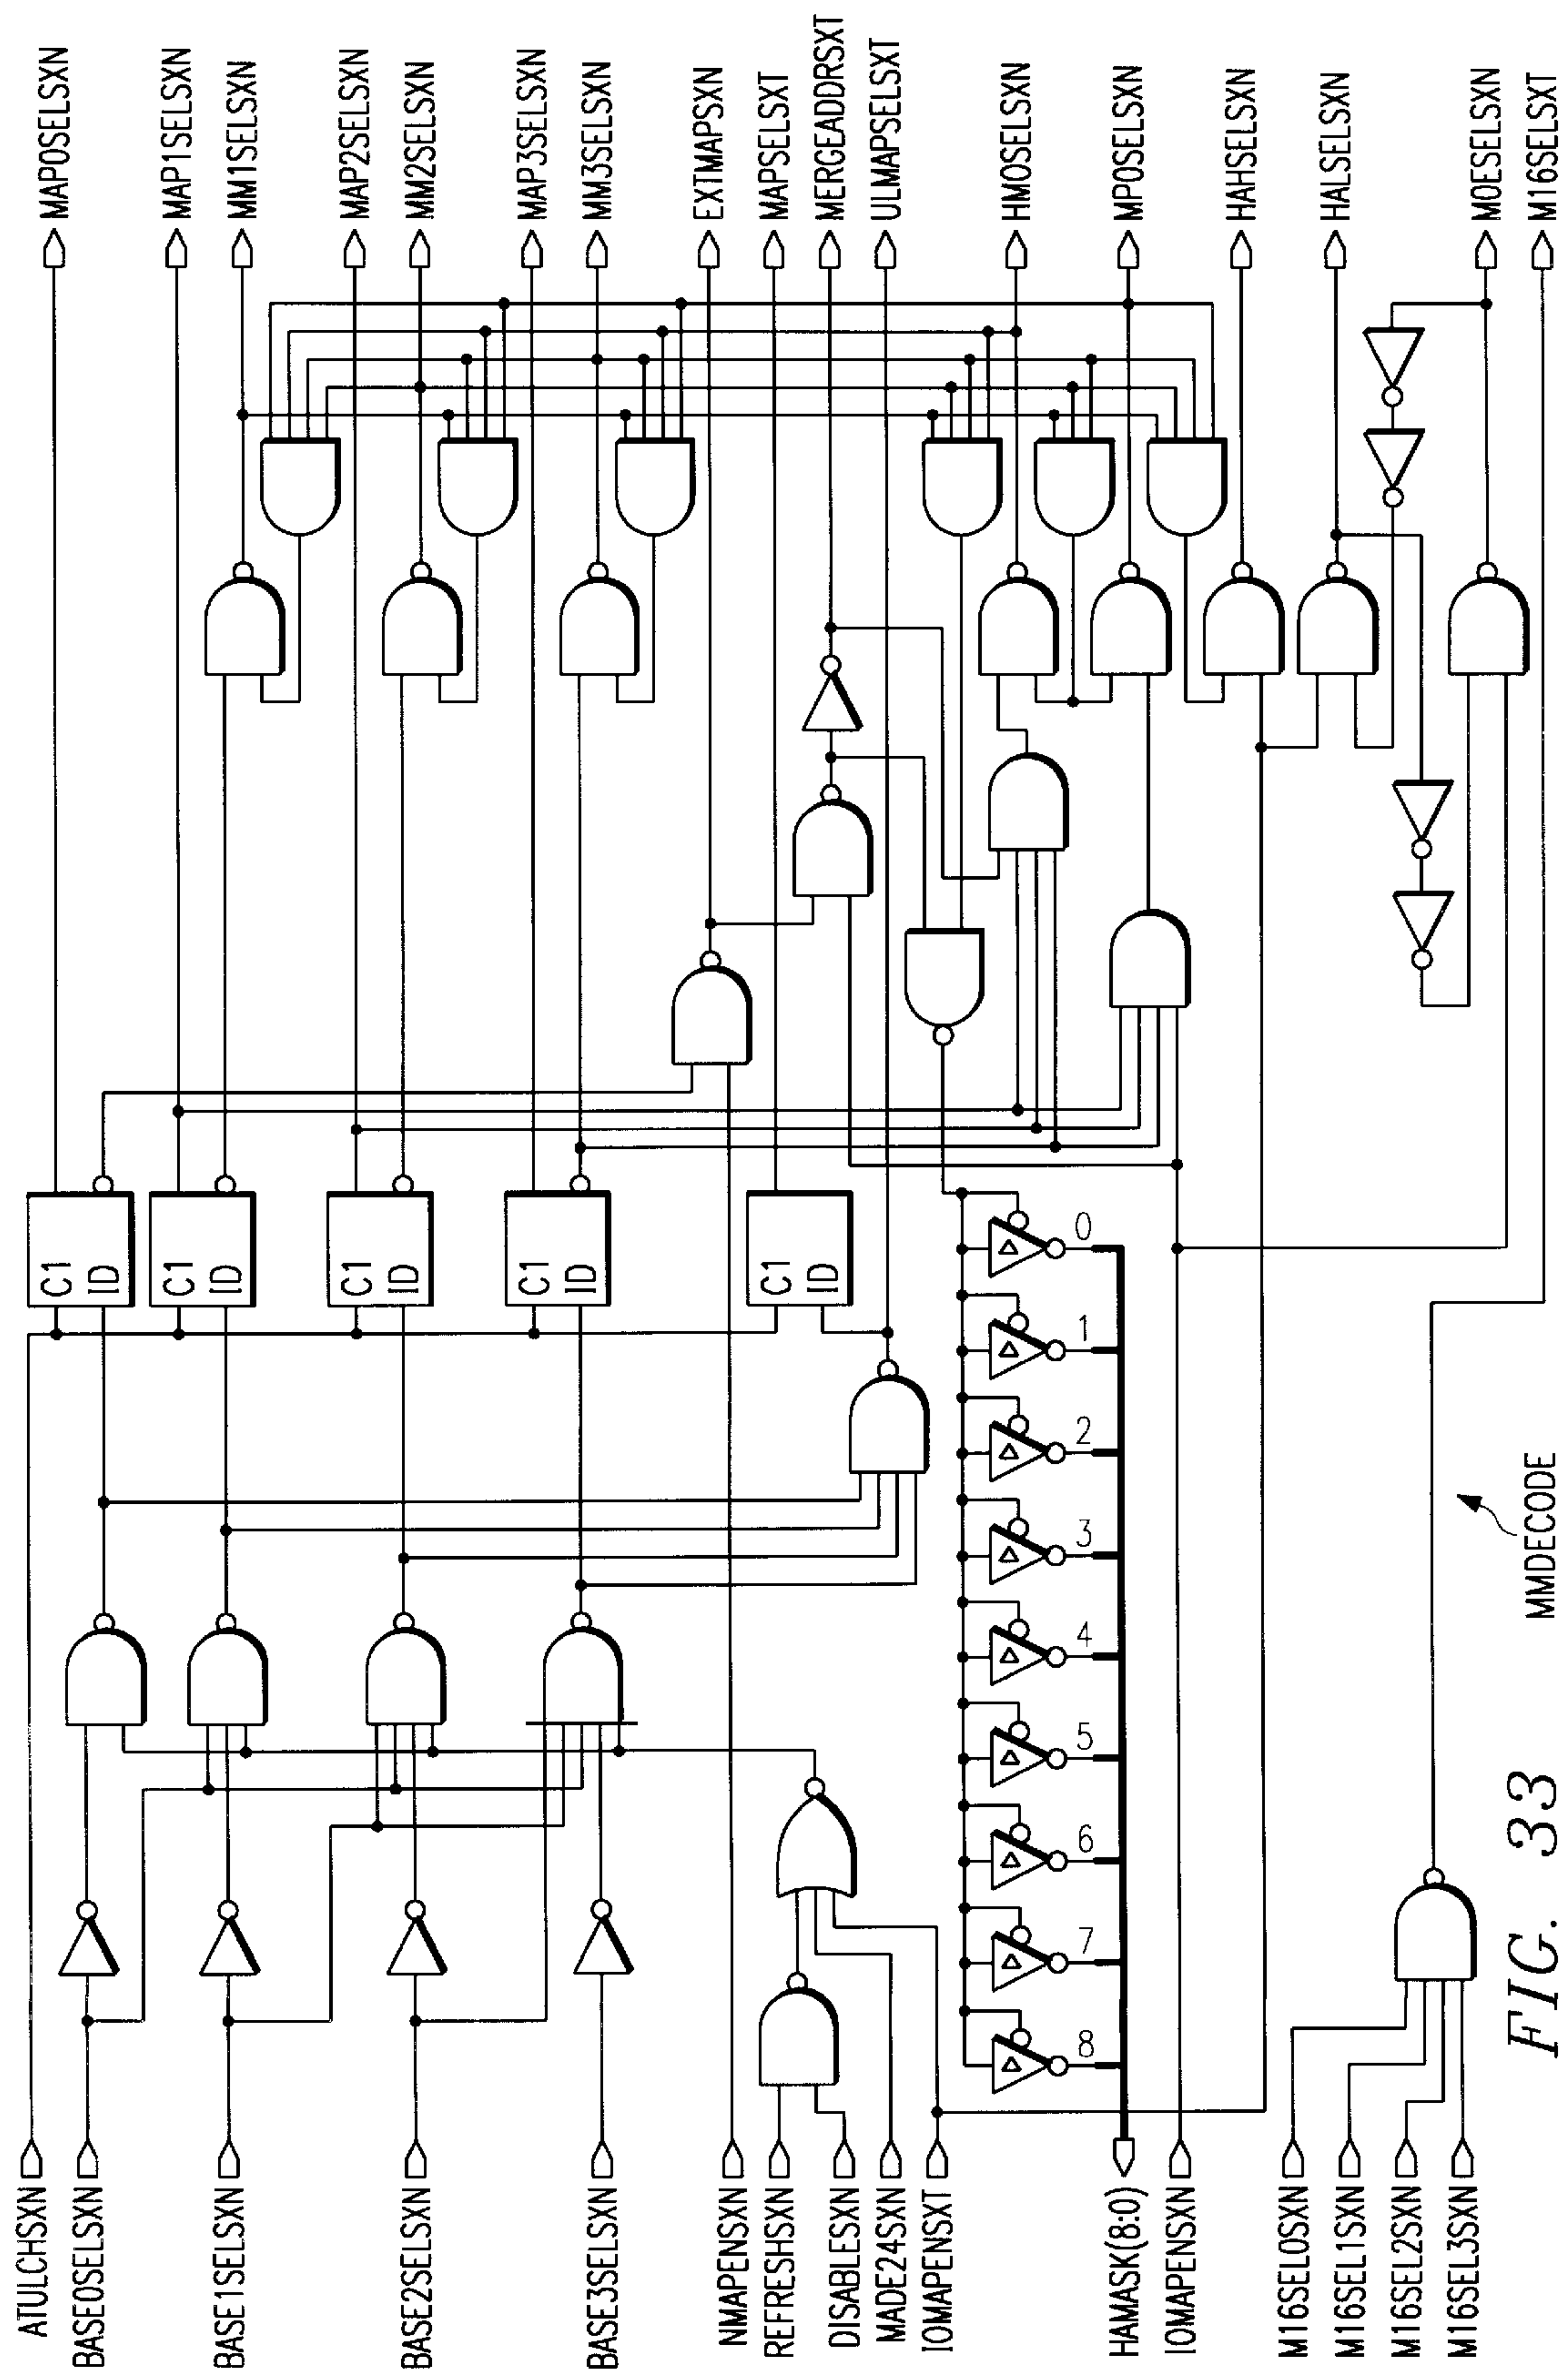 ATULCHSXN
BASE0SELSXN
BASE1SELSXN
BASE2SELSXN
BASE3SELSXN
NMAPENSXN
REFRESHSXN
DISABLESXN
MADE24SXN
IOMAPENSXT
HAMASK(8:0)
IOMAPENSXN
M16SEL0SXN
M16SEL1SXN
M16SEL2SXN
M16SEL3SXN
C1
ID
C1
ID
C1
ID
C1
ID
C1
ID
8
7
6
5
4
3
2
1
0
MAP0SELSXN
MAP1SELSXN
MM1SELSXN
MAP2SELSXN
MM2SELSXN
MAP3SELSXN
MM3SELSXN
EXTMAPSXN
MAPSELSXT
MERGEADDRSXT
ULMAPSELSXT
HM0SELSXN
MP0SELSXN
HAHSELSXN
HALSELSXN
M0ESELSXN
M16SELSXT
MMDECODE
FIG. 33